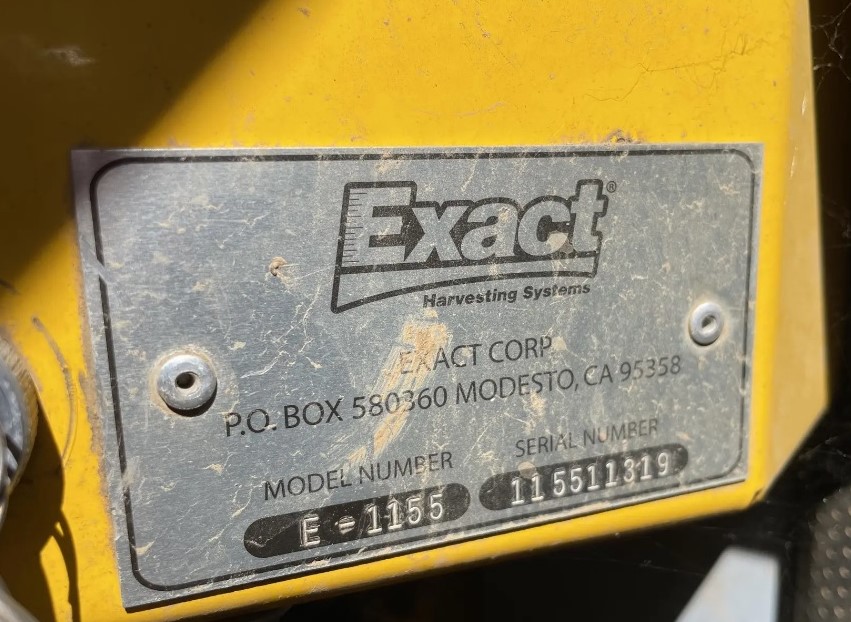 Exact®
Harvesting Systems
EXACT CORP
P.O. BOX 580360 MODESTO, CA 95358
MODEL NUMBER SERIAL NUMBER
E-1155 115511319